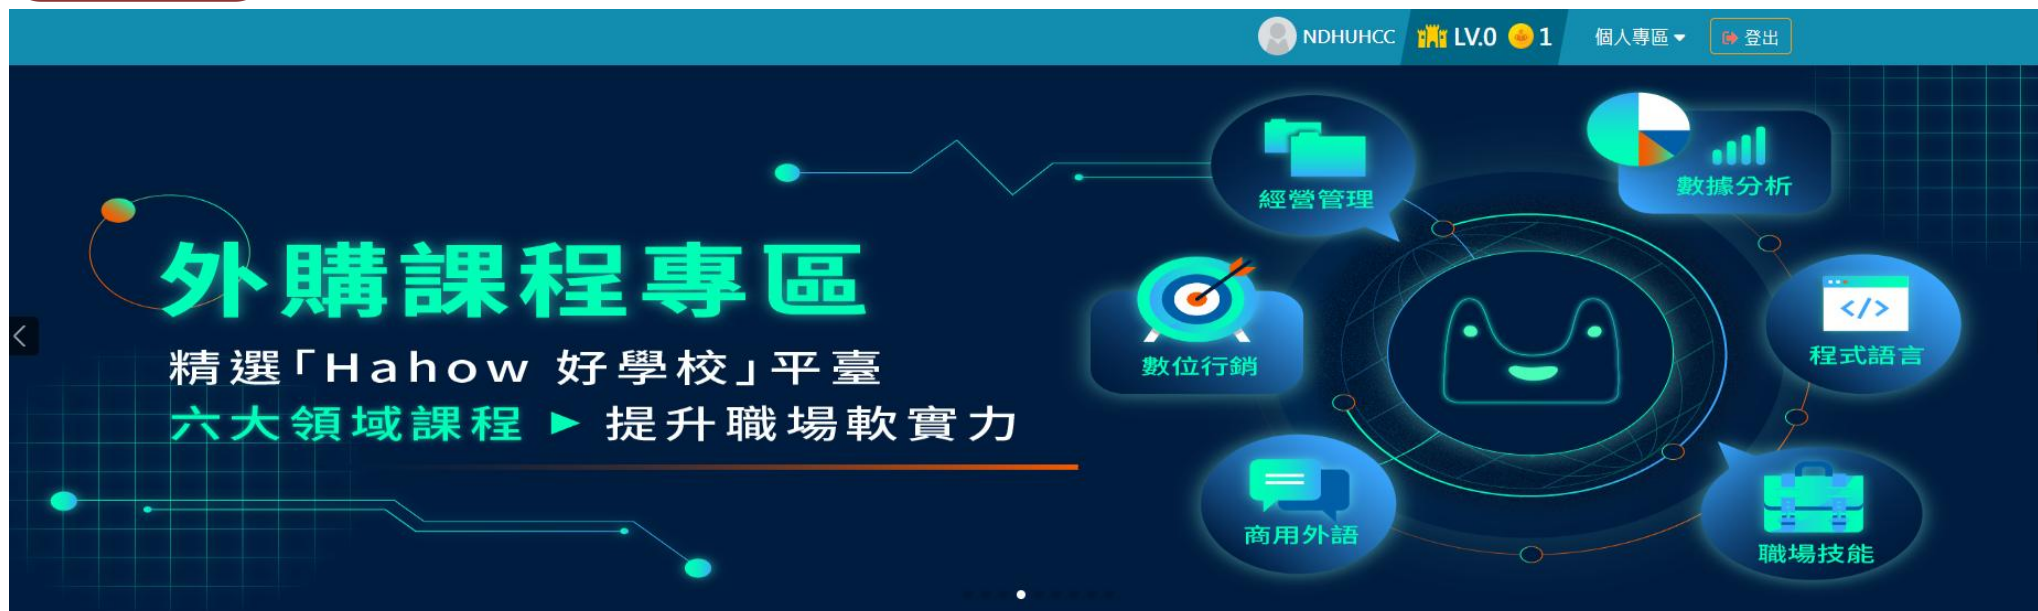 NDHUHCC LV.0 1 個人專區 登出
外購課程專區
精選「Hahow 好學校」平臺
六大領域課程 ► 提升職場軟實力
經營管理
數據分析
數位行銷
</>
程式語言
商用外語
職場技能